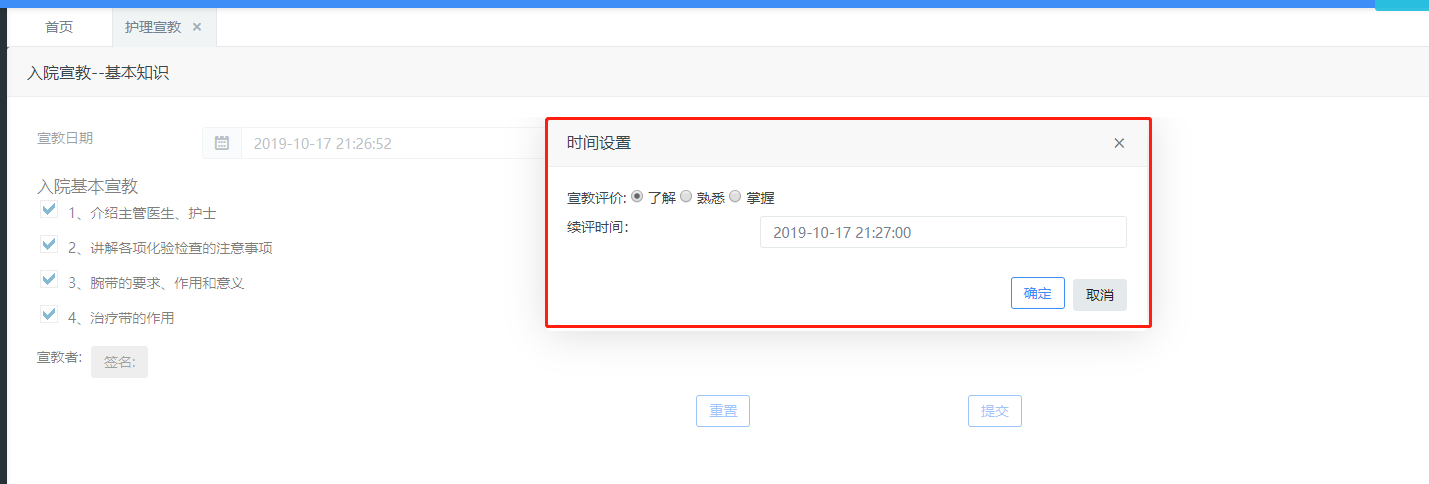 首页
护理宣教 ×
入院宣教--基本知识
宣教日期
2019-10-17 21:26:52
入院基本宣教
1、介绍主管医生、护士
2、讲解各项化验检查的注意事项
3、腕带的要求、作用和意义
4、治疗带的作用
宣教者:
签名:
重置
提交
时间设置 ×
宣教评价: 了解 熟悉 掌握
续评时间：
2019-10-17 21:27:00
确定
取消